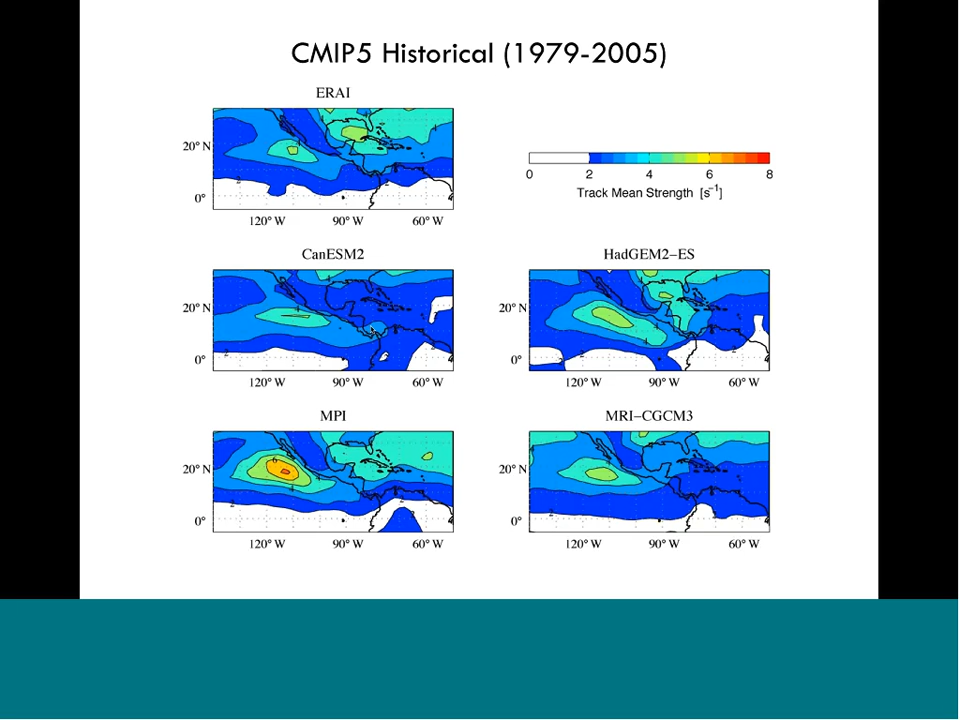 CMIP5 Historical (1979-2005)
ERAI
20° N
0°
120° W 90° W 60° W
0 2 4 6 8
Track Mean Strength [s⁻¹]
CanESM2
HadGEM2−ES
20° N
0°
120° W 90° W 60° W
20° N
0°
120° W 90° W 60° W
MPI
MRI−CGCM3
20° N
0°
120° W 90° W 60° W
20° N
0°
120° W 90° W 60° W